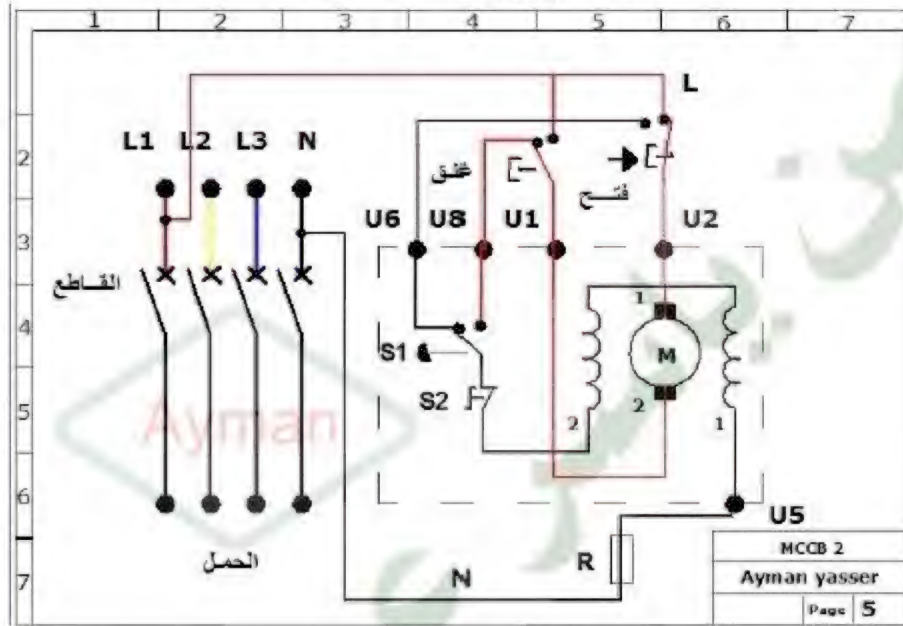 1 2 3 4 5 6 7
L
L1 L2 L3 N
2
غلق
فتح
U6 U8 U1 U2
3
القاطع
1
4
S1
M
S2
5
2 2 1
Ayman
6
U5
الحمل
R
N
7
MCCB 2
Ayman yasser
Page 5